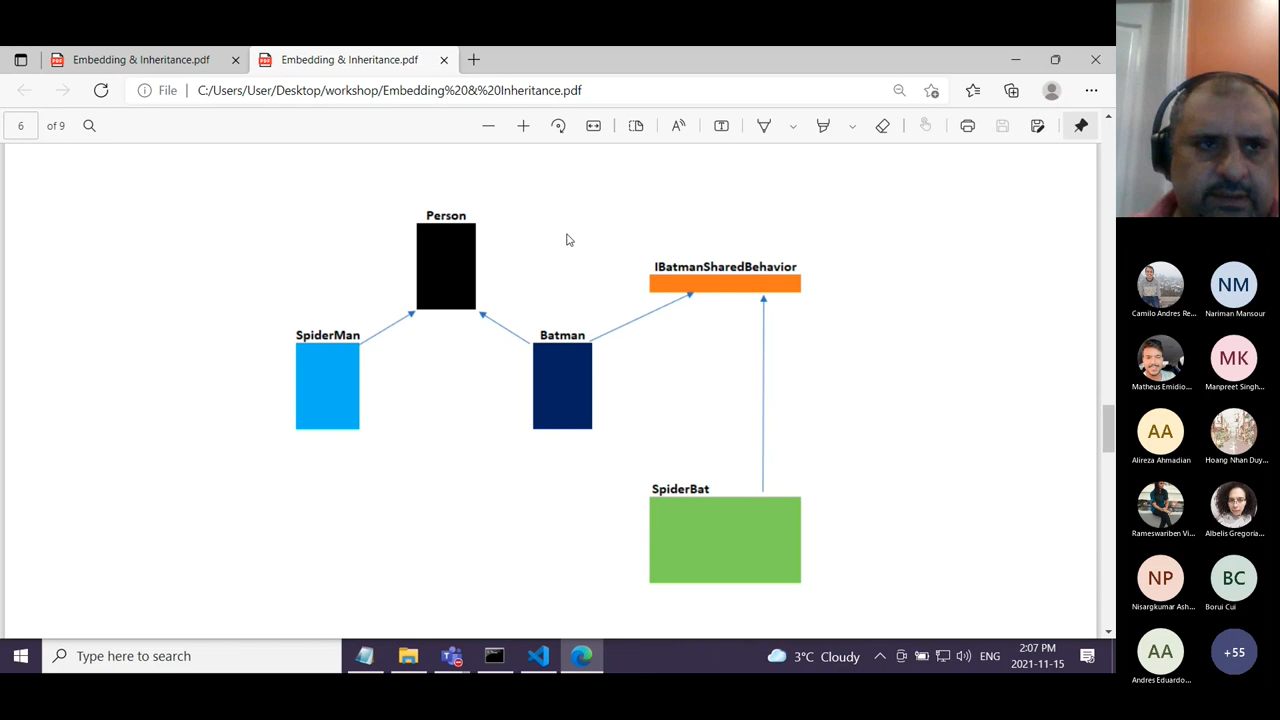 Embedding & Inheritance.pdf
Embedding & Inheritance.pdf
File
C:/Users/User/Desktop/workshop/Embedding%20&%20Inheritance.pdf
6
of 9
Person
IBatmanSharedBehavior
SpiderMan
Batman
SpiderBat
Camilo Andres Re...
NM
Nariman Mansour
Matheus Emidio...
MK
Manpreet Singh...
AA
Alireza Ahmadian
Hoang Nhan Duy...
Rameswariben Vi...
Albelis Gregoria...
NP
Nisargkumar Ash...
BC
Borui Cui
AA
Andres Eduardo...
+55
Type here to search
3°C Cloudy
ENG
2:07 PM
2021-11-15